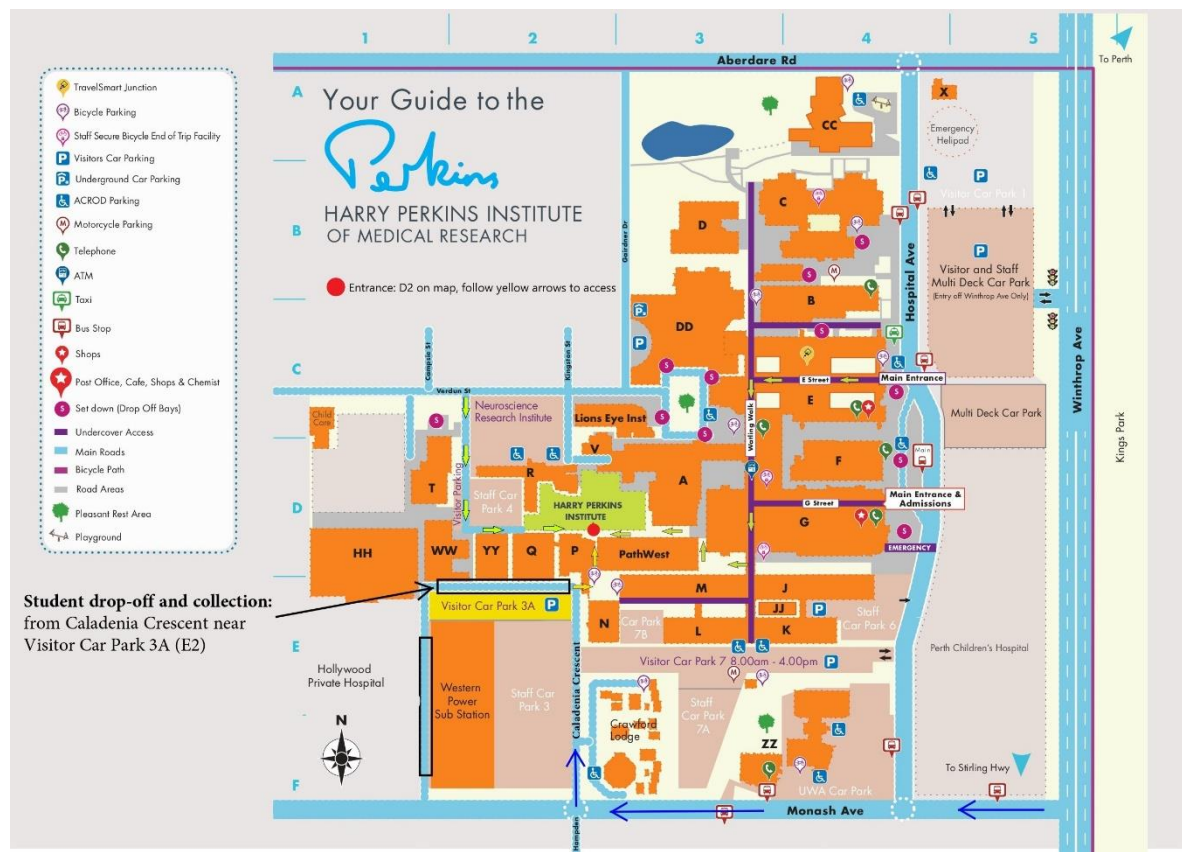 1
2
3
4
5
A
B
C
D
E
F
Your Guide to the
Perkins
HARRY PERKINS INSTITUTE
OF MEDICAL RESEARCH
Entrance: D2 on map, follow yellow arrows to access
TravelSmart Junction
Bicycle Parking
Staff Secure Bicycle End of Trip Facility
Visitors Car Parking
Underground Car Parking
ACROD Parking
Motorcycle Parking
Telephone
ATM
Taxi
Bus Stop
Shops
Post Office, Cafe, Shops & Chemist
Set down (Drop Off Bays)
Undercover Access
Main Roads
Bicycle Path
Road Areas
Pleasant Rest Area
Playground
Student drop-off and collection:
from Caladenia Crescent near
Visitor Car Park 3A (E2)
Aberdare Rd
To Perth
X
Emergency
Helipad
CC
Visitor Car Park 1
Gairdner Dr
C
D
Hospital Ave
Visitor and Staff
Multi Deck Car Park
(Entry off Winthrop Ave Only)
B
DD
Winthrop Ave
Campsie St
Kingston St
Verdun St
E Street
Main Entrance
E
Multi Deck Car Park
Kings Park
Child
Care
Neuroscience
Research Institute
Lions Eye Inst
Watling Walk
V
F
Main
T
Visitor Parking
R
Staff Car
Park 4
HARRY PERKINS
INSTITUTE
A
G Street
Main Entrance
& Admissions
G
EMERGENCY
HH
WW
YY
Q
P
PathWest
M
J
JJ
Visitor Car Park 3A
N
Car Park
7B
L
K
Staff
Car Park 6
Visitor Car Park 7 8.00am - 4.00pm
Perth Children's Hospital
Hollywood
Private Hospital
Western
Power
Sub Station
Staff Car
Park 3
Caladenia Crescent
Crawford
Lodge
Staff
Car Park
7A
ZZ
N
UWA Car Park
To Stirling Hwy
Monash Ave
Hampden